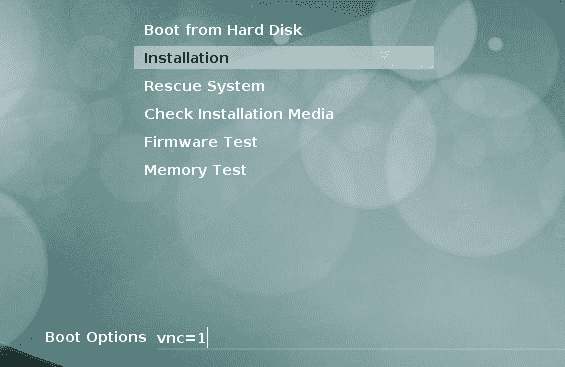 Boot from Hard Disk
Installation
Rescue System
Check Installation Media
Firmware Test
Memory Test
Boot Options vnc=1